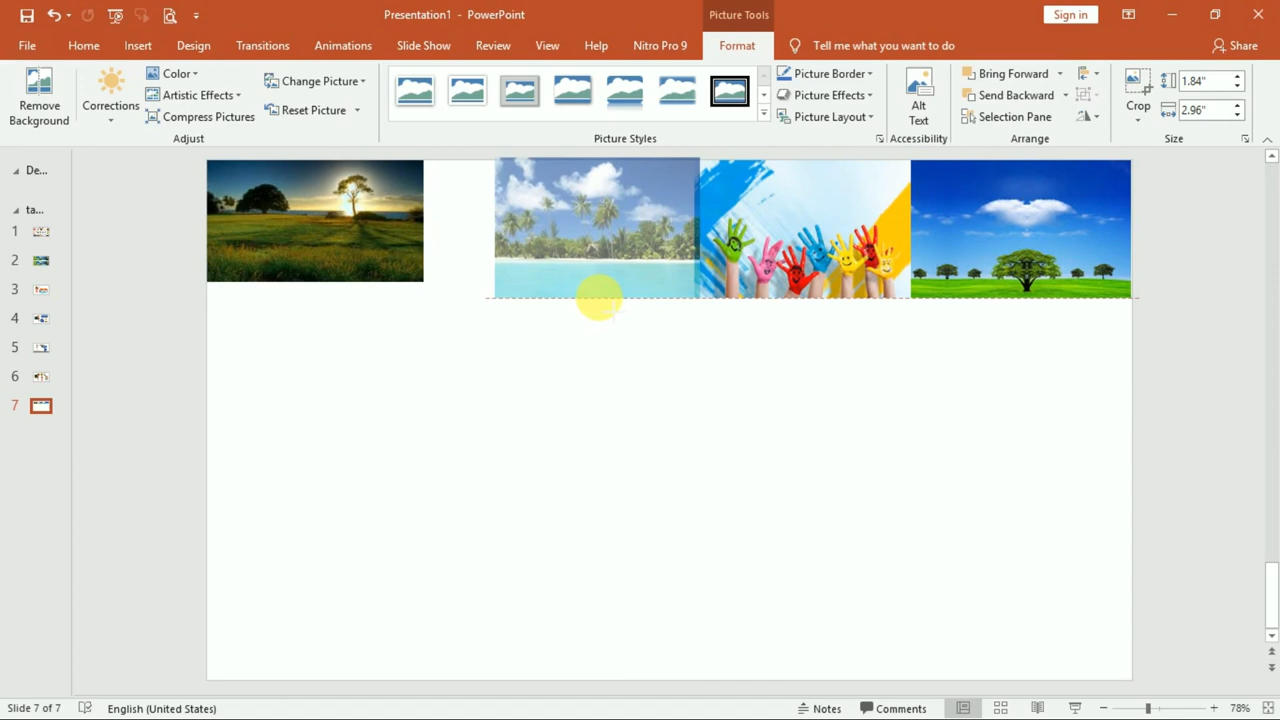 Presentation1 - PowerPoint
Picture Tools
Sign in
File
Home
Insert
Design
Transitions
Animations
Slide Show
Review
View
Help
Nitro Pro 9
Format
Tell me what you want to do
Share
Remove
Background
Corrections
Color
Artistic Effects
Compress Pictures
Change Picture
Reset Picture
Adjust
Picture Styles
Picture Border
Picture Effects
Picture Layout
Alt
Text
Accessibility
Bring Forward
Send Backward
Selection Pane
Arrange
Crop
1.84"
2.96"
Size
De...
ta...
1
2
3
4
5
6
7
Slide 7 of 7
English (United States)
Notes
Comments
78%